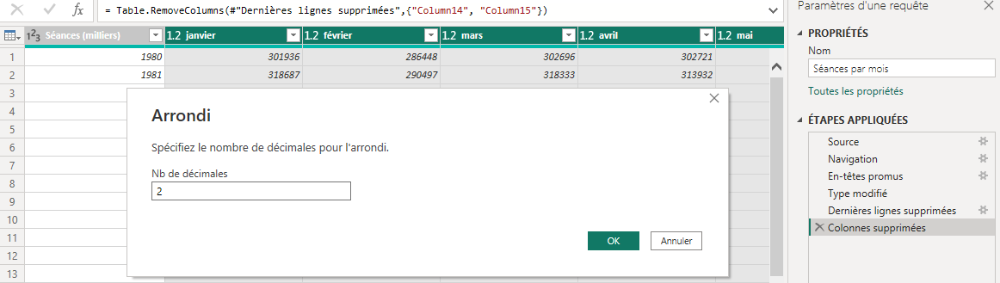 fx = Table.RemoveColumns(#"Dernières lignes supprimées",{"Column14", "Column15"})
Paramètres d'une requête
1²3 Séances (milliers) 1.2 janvier 1.2 février 1.2 mars 1.2 avril 1.2 mai
1 1980 301936 286448 302696 302721
2 1981 318687 290497 318333 313932
3
4
5
6
7
8
9
10
11
12
13
Arrondi
Spécifiez le nombre de décimales pour l'arrondi.
Nb de décimales
2
OK Annuler
PROPRIÉTÉS
Nom
Séances par mois
Toutes les propriétés
ÉTAPES APPLIQUÉES
Source
Navigation
En-têtes promus
Type modifié
Dernières lignes supprimées
Colonnes supprimées